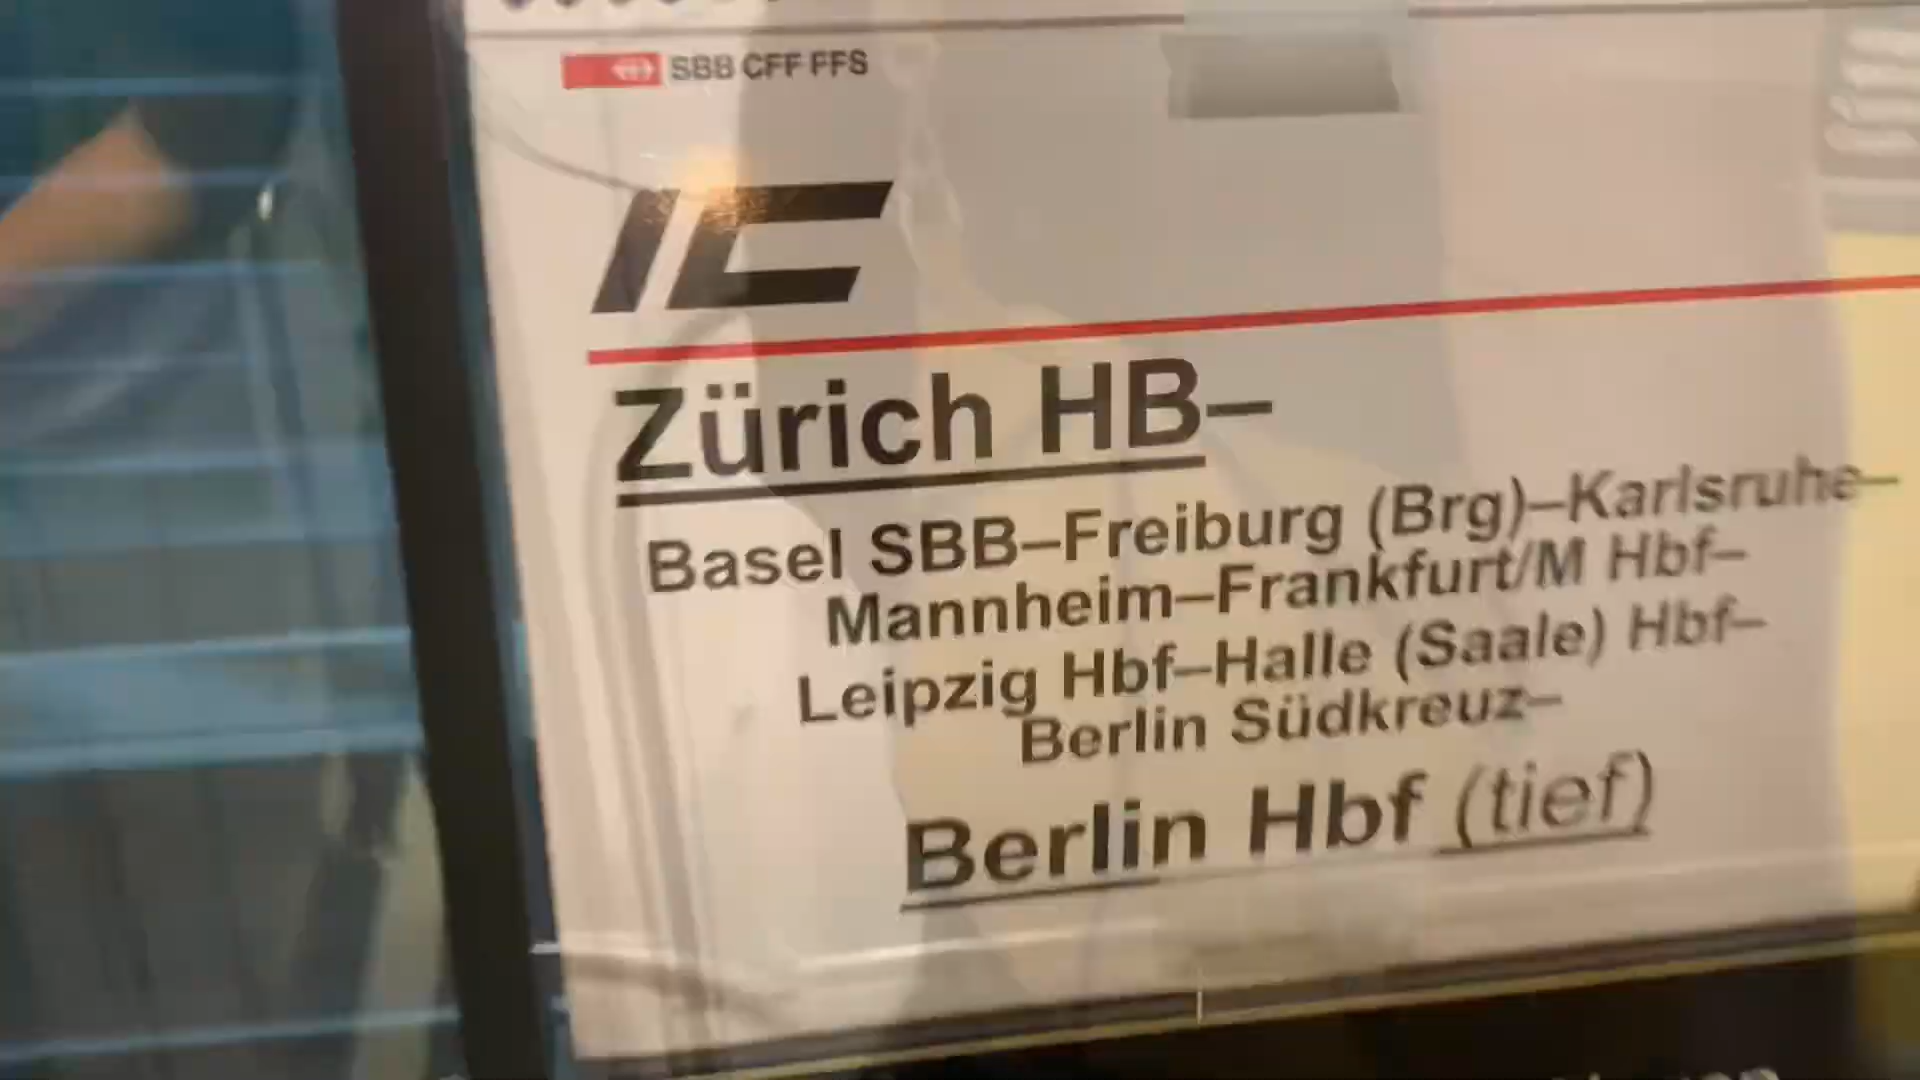 SBB CFF FFS
IC
Zürich HB–
Basel SBB–Freiburg (Brg)–Karlsruhe–
Mannheim–Frankfurt/M Hbf–
Leipzig Hbf–Halle (Saale) Hbf–
Berlin Südkreuz–
Berlin Hbf (tief)